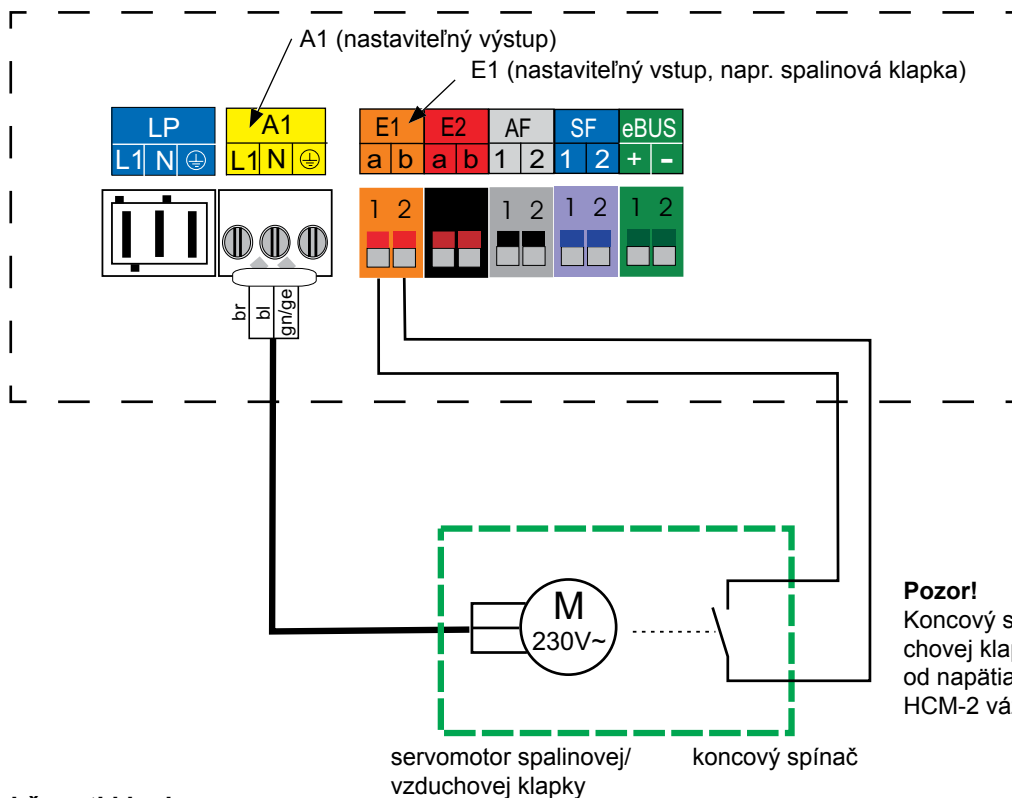 A1 (nastaviteľný výstup)
E1 (nastaviteľný vstup, napr. spalinová klapka)
LP A1 E1 E2 AF SF eBUS
L1 N L1 N a b a b 1 2 1 2 + -
1 2 1 2 1 2 1 2
br bl gn/ge
M
230V~
Pozor!
Koncový s
chovej klap
od napätia
HCM-2 vá
servomotor spalinovej/
vzduchovej klapky
koncový spínač